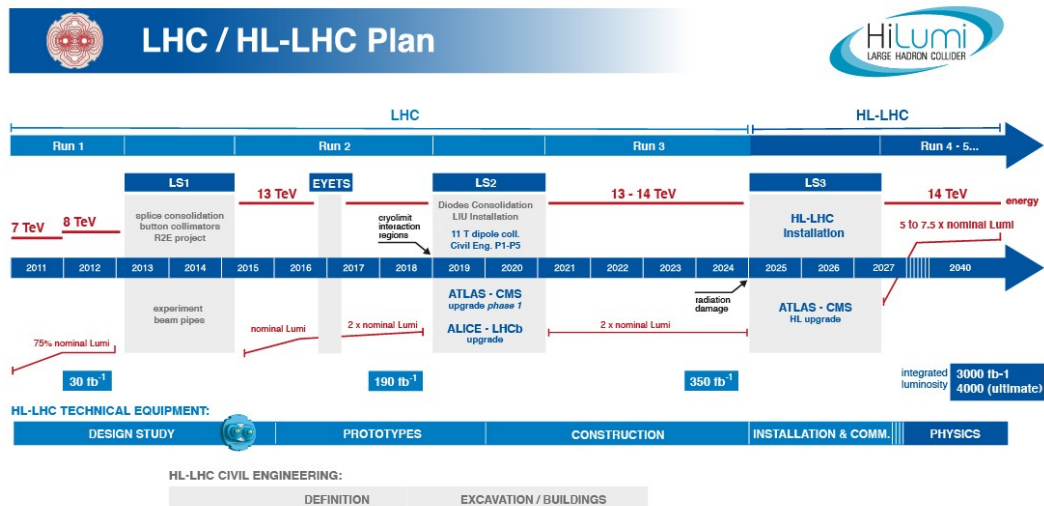 LHC / HL-LHC Plan
HiLumi
LARGE HADRON COLLIDER
LHC
HL-LHC
Run 1
Run 2
Run 3
Run 4 - 5...
LS1
EYETS
LS2
LS3
13 TeV
13 - 14 TeV
14 TeV
energy
7 TeV
8 TeV
splice consolidation
button collimators
R2E project
cryolimit
interaction
regions
Diodes Consolidation
LIU Installation
11 T dipole coll.
Civil Eng. P1-P5
HL-LHC
Installation
5 to 7.5 x nominal Lumi
2011 2012 2013 2014 2015 2016 2017 2018 2019 2020 2021 2022 2023 2024 2025 2026 2027 2040
experiment
beam pipes
ATLAS - CMS
upgrade phase 1
ALICE - LHCb
upgrade
radiation
damage
ATLAS - CMS
HL upgrade
75% nominal Lumi
nominal Lumi
2 x nominal Lumi
2 x nominal Lumi
30 fb-1
190 fb-1
350 fb-1
integrated
luminosity
3000 fb-1
4000 (ultimate)
HL-LHC TECHNICAL EQUIPMENT:
DESIGN STUDY
PROTOTYPES
CONSTRUCTION
INSTALLATION & COMM.
PHYSICS
HL-LHC CIVIL ENGINEERING:
DEFINITION
EXCAVATION / BUILDINGS